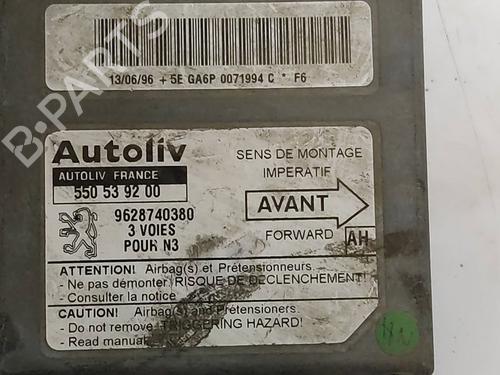 B-PARTS
13/06/96 + 5E GA6P 0071994 C * F6
Autoliv
AUTOLIV FRANCE
550 53 92 00
9628740380
3 VOIES
POUR N3
SENS DE MONTAGE
IMPERATIF
AVANT
FORWARD AH
ATTENTION! Airbag(s) et Prétensionneurs.
- Ne pas démonter! RISQUE DE DECLENCHEMENT!
- Consulter la notice
CAUTION! Airbag(s) and Pretensioners!
- Do not remove! TRIGGERING HAZARD!
- Read manual